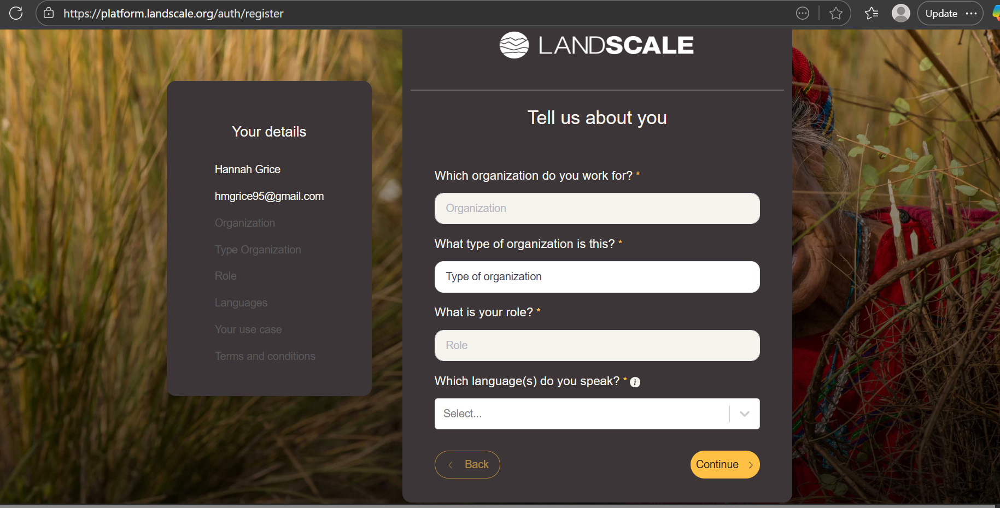 https://platform.landscale.org/auth/register
Update
LANDSCALE
Your details
Hannah Grice
hmgrice95@gmail.com
Organization
Type Organization
Role
Languages
Your use case
Terms and conditions
Tell us about you
Which organization do you work for? *
Organization
What type of organization is this? *
Type of organization
What is your role? *
Role
Which language(s) do you speak? * i
Select...
Back
Continue